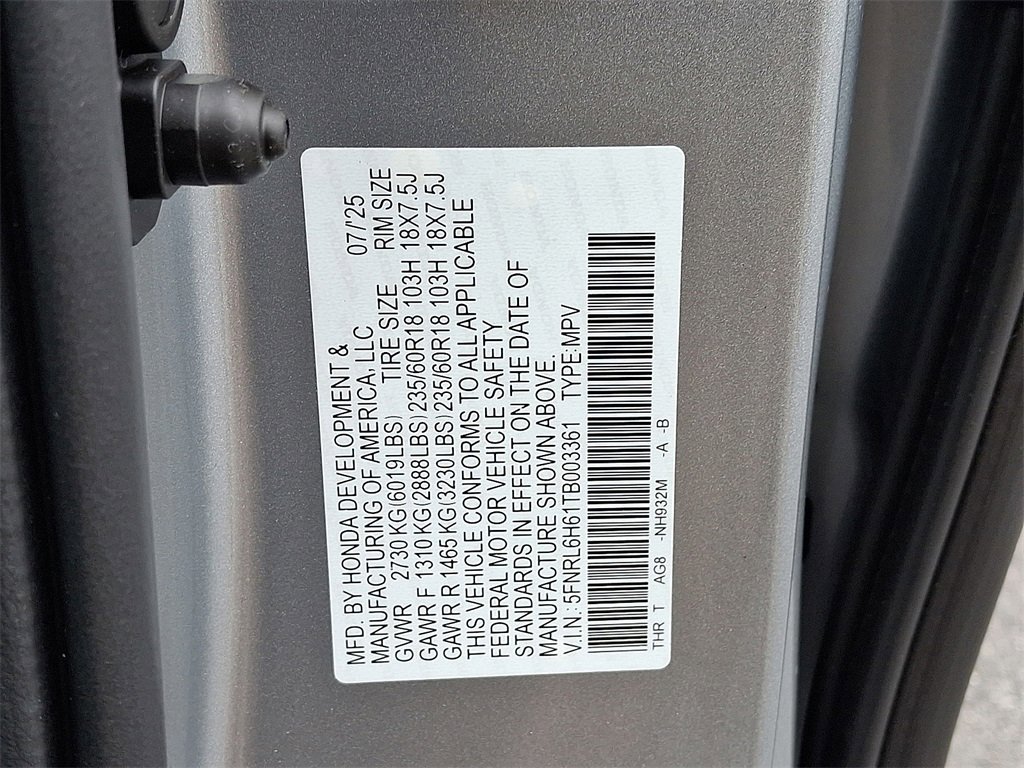 MFD. BY HONDA DEVELOPMENT &
MANUFACTURING OF AMERICA, LLC 07/'25
GVWR 2730 KG(6019LBS) TIRE SIZE RIM SIZE
GAWR F 1310 KG(2888LBS) 235/60R18 103H 18X7.5J
GAWR R 1465 KG(3230LBS) 235/60R18 103H 18X7.5J
THIS VEHICLE CONFORMS TO ALL APPLICABLE
FEDERAL MOTOR VEHICLE SAFETY
STANDARDS IN EFFECT ON THE DATE OF
MANUFACTURE SHOWN ABOVE.
V.I.N.: 5FNRL6H61TB003361 TYPE:MPV
THR T AG8 -NH932M -A -B